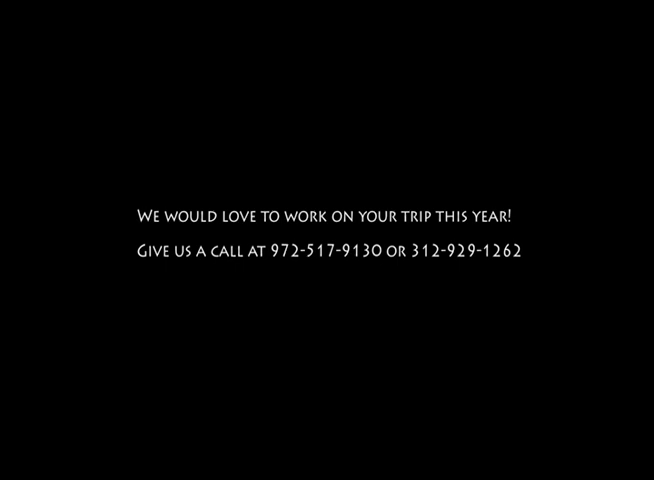 We would love to work on your trip this year!
Give us a call at 972-517-9130 or 312-929-1262